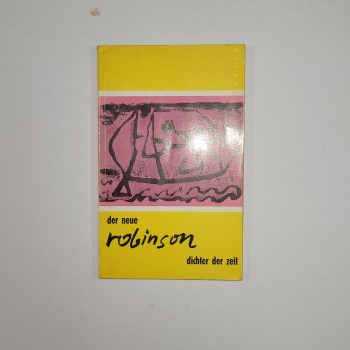 der neue
robinson
dichter der zeit